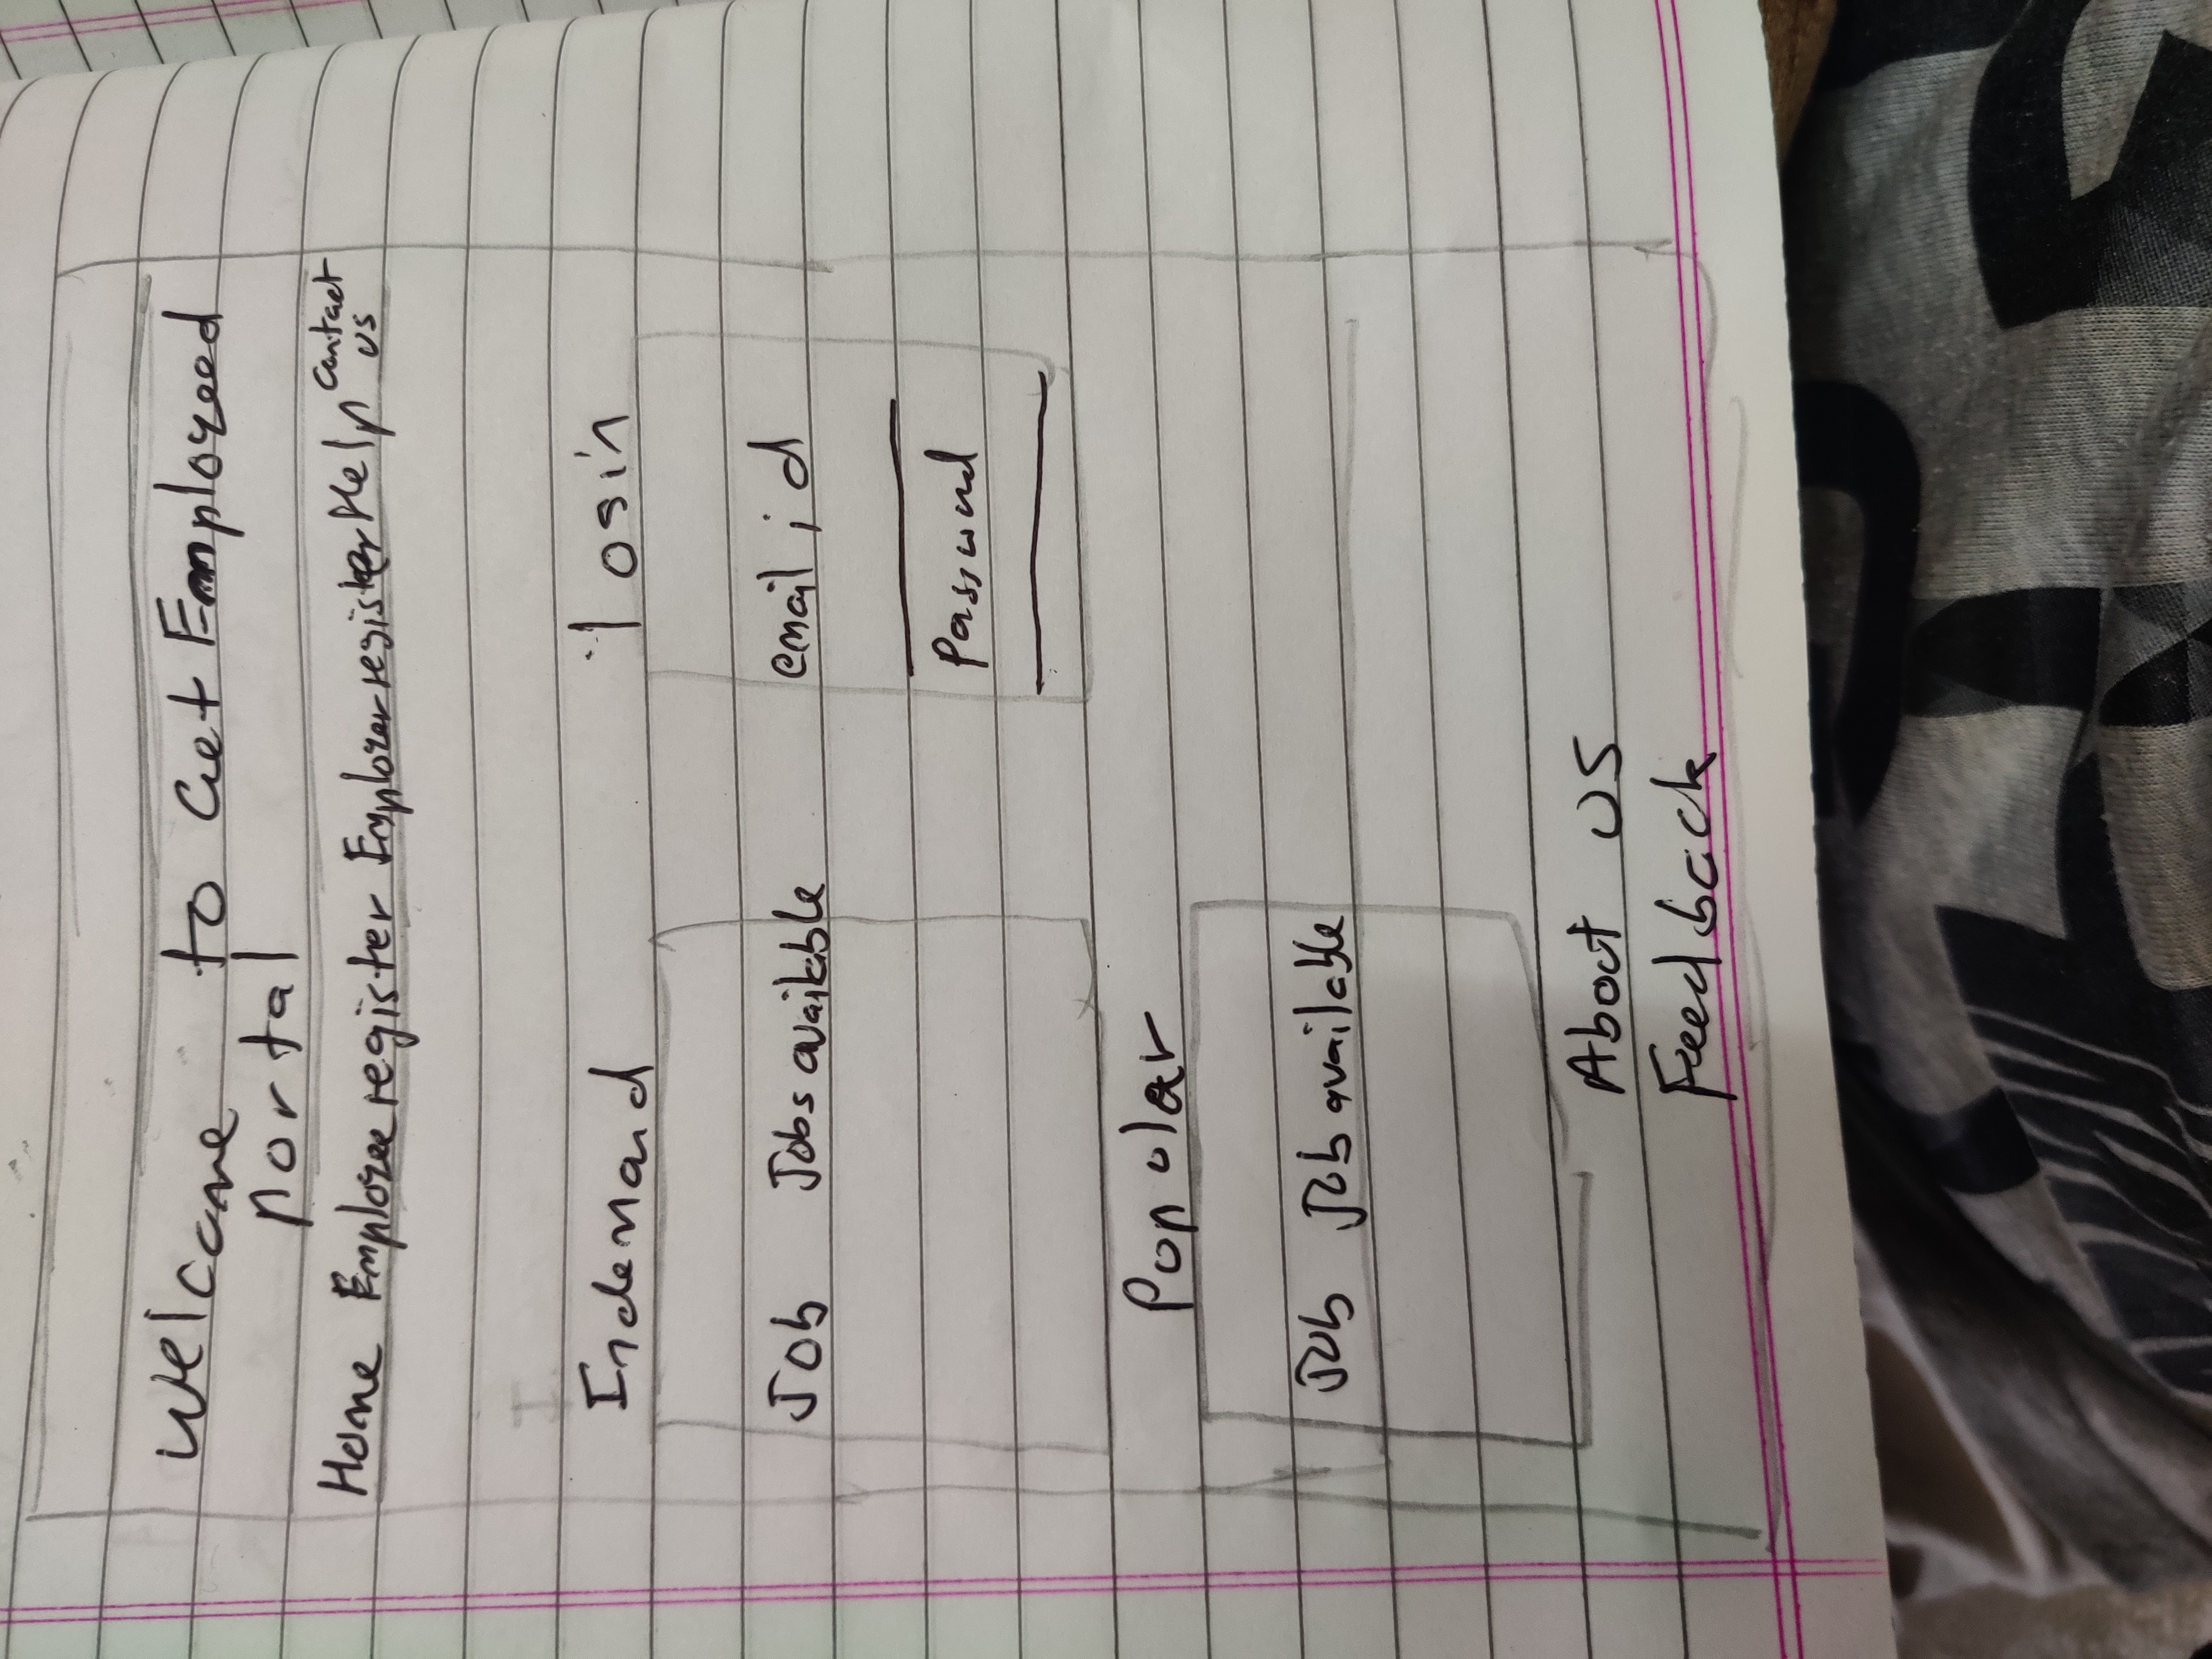 Welcome to Get Employeed
portal
Home Employee register Employer register Help Contact us
Indemand
login
Job Jobs available
email id
Password
Popular
Job Job available
About us
Feedback